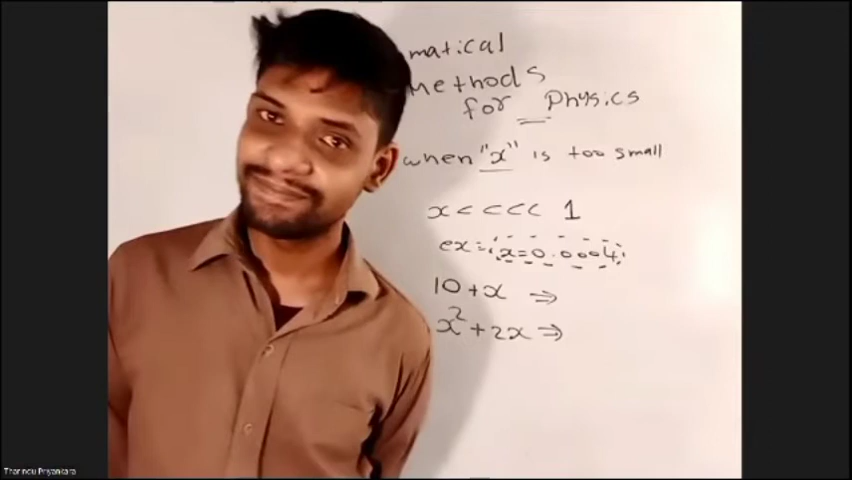 matical
Methods
for Physics
when "x" is too small
x < < < < 1
ex = x=0.0004
10 + x ⇒
x² + 2x ⇒
Tharindu Priyankara